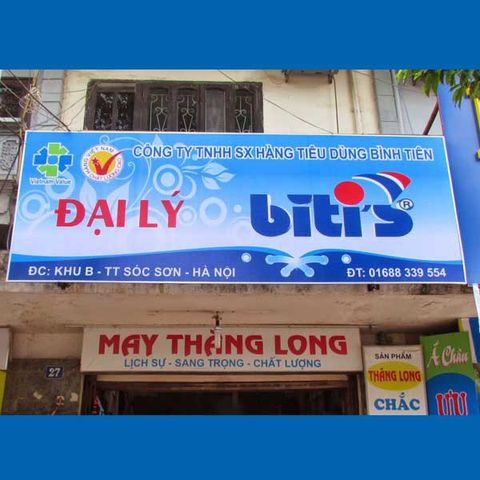 CÔNG TY TNHH SX HÀNG TIÊU DÙNG BÌNH TIÊN
Vietnam Value
ĐẠI LÝ
biti's®
ĐC: KHU B - TT SÓC SƠN - HÀ NỘI
ĐT: 01688 339 554
MAY THĂNG LONG
LỊCH SỰ - SANG TRỌNG - CHẤT LƯỢNG
27
SẢN PHẨM
THĂNG LONG
CHẮC
Á Châu
ƯU